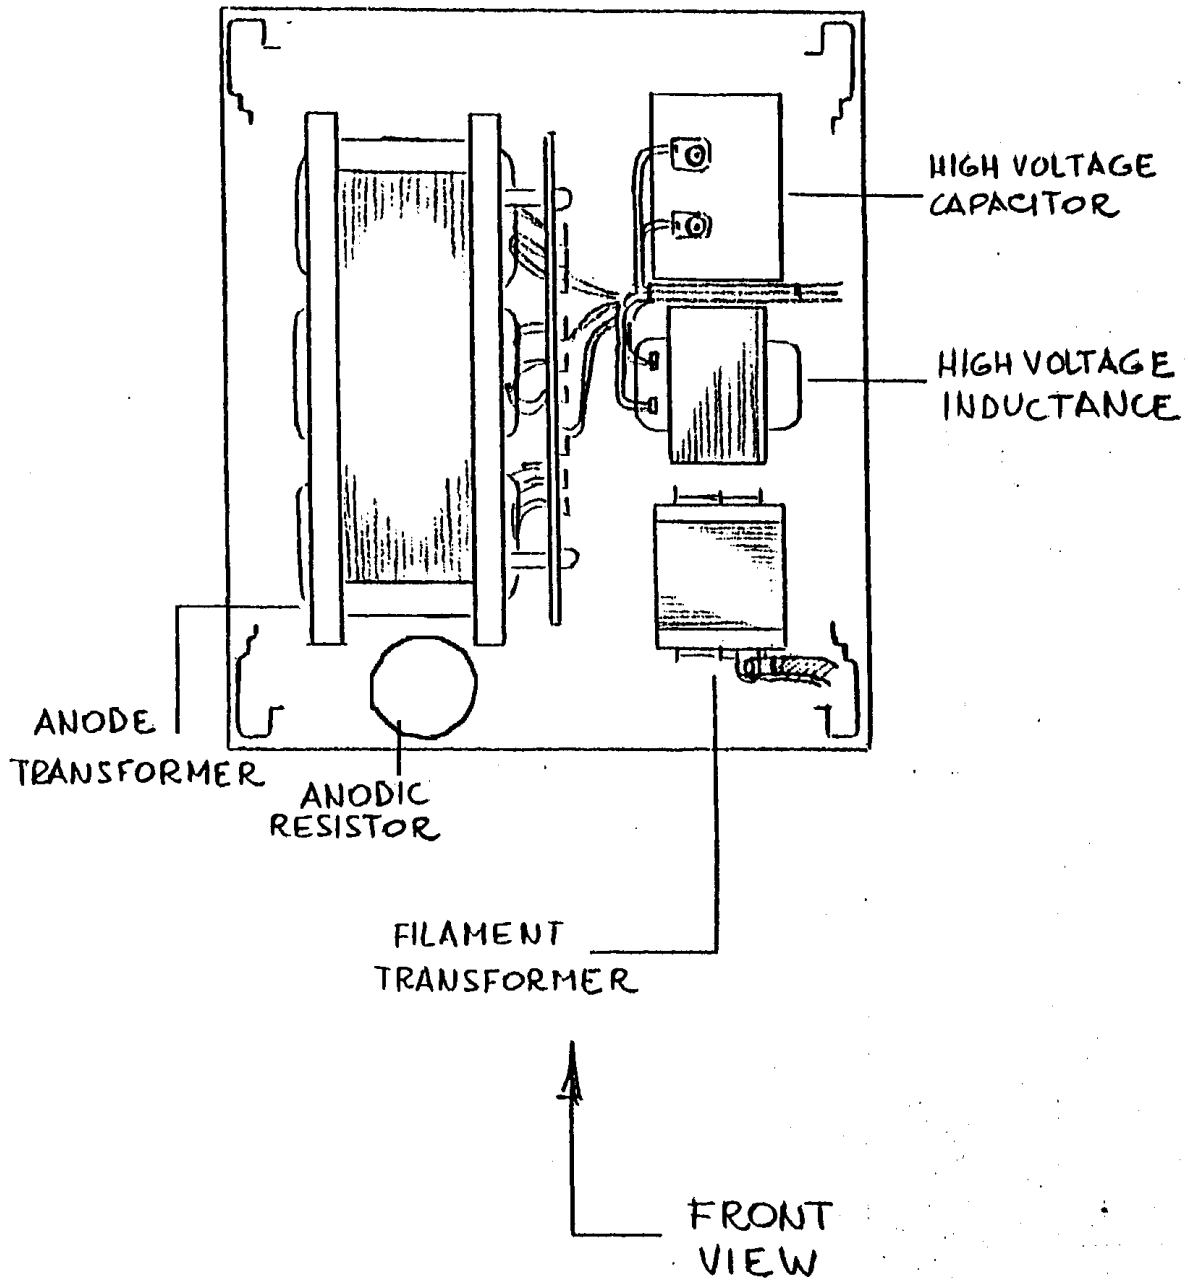 HIGH VOLTAGE
CAPACITOR
HIGH VOLTAGE
INDUCTANCE
ANODE
TRANSFORMER
ANODIC
RESISTOR
FILAMENT
TRANSFORMER
FRONT
VIEW